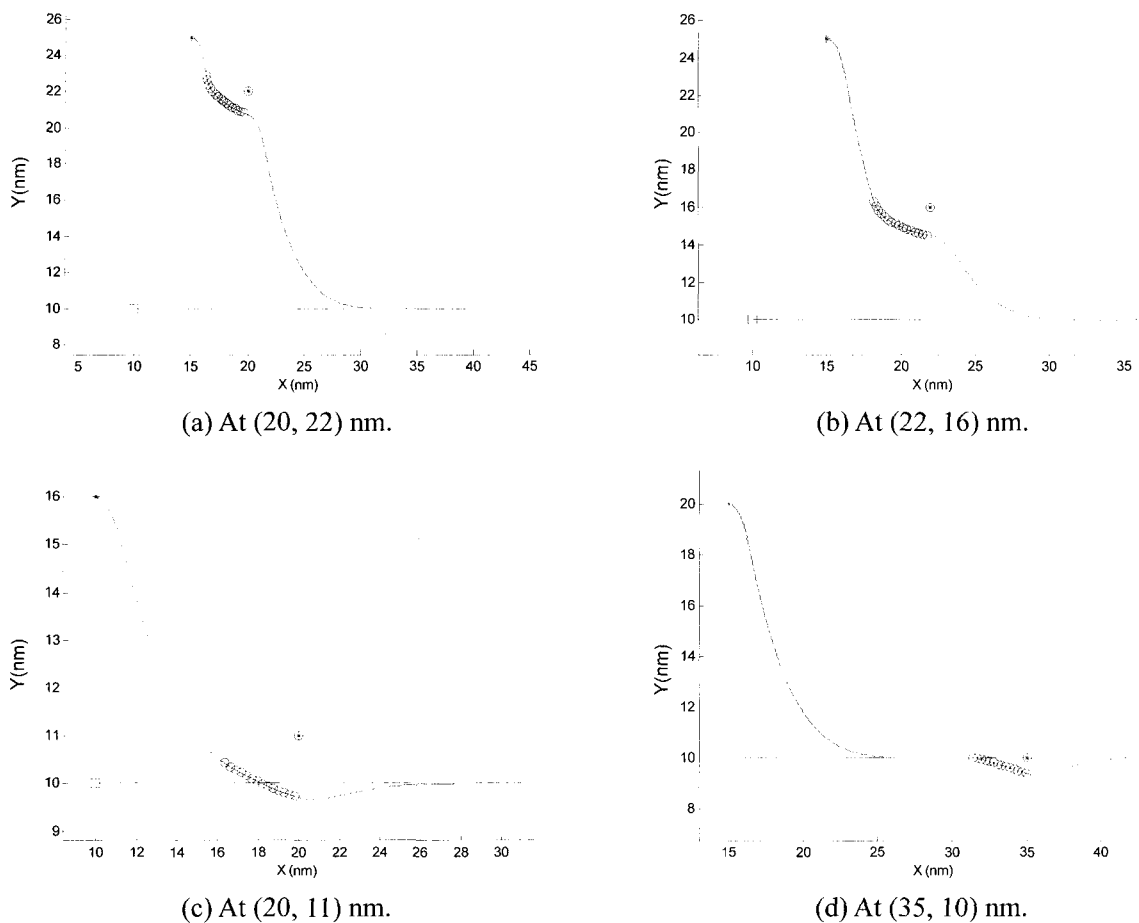 26
24
22
20
18
16
14
12
10
8
Y(nm)
5 10 15 20 25 30 35 40 45
X (nm)
(a) At (20, 22) nm.
26
24
22
20
18
16
14
12
10
Y(nm)
10 15 20 25 30 35
X (nm)
(b) At (22, 16) nm.
16
15
14
13
12
11
10
9
Y(nm)
10 12 14 16 18 20 22 24 26 28 30
X (nm)
(c) At (20, 11) nm.
20
18
16
14
12
10
8
Y(nm)
15 20 25 30 35 40
X (nm)
(d) At (35, 10) nm.